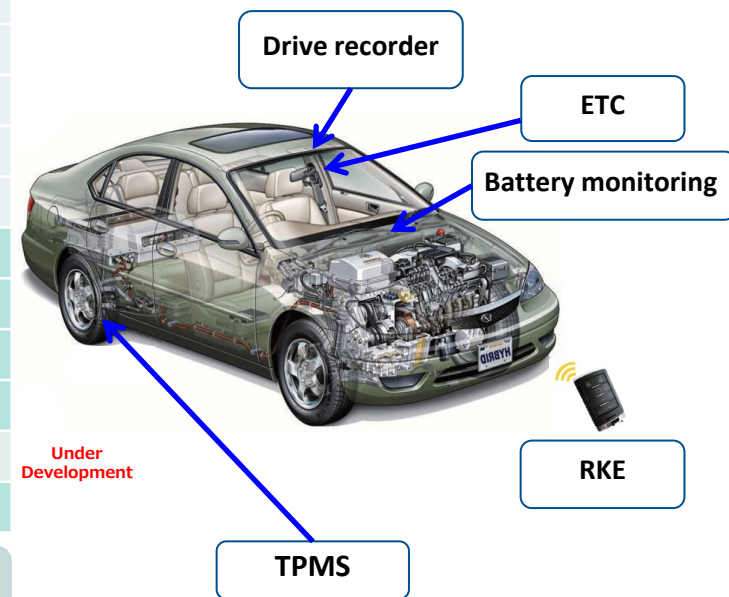 Drive recorder
ETC
Battery monitoring
HYBRID
Under
Development
RKE
TPMS